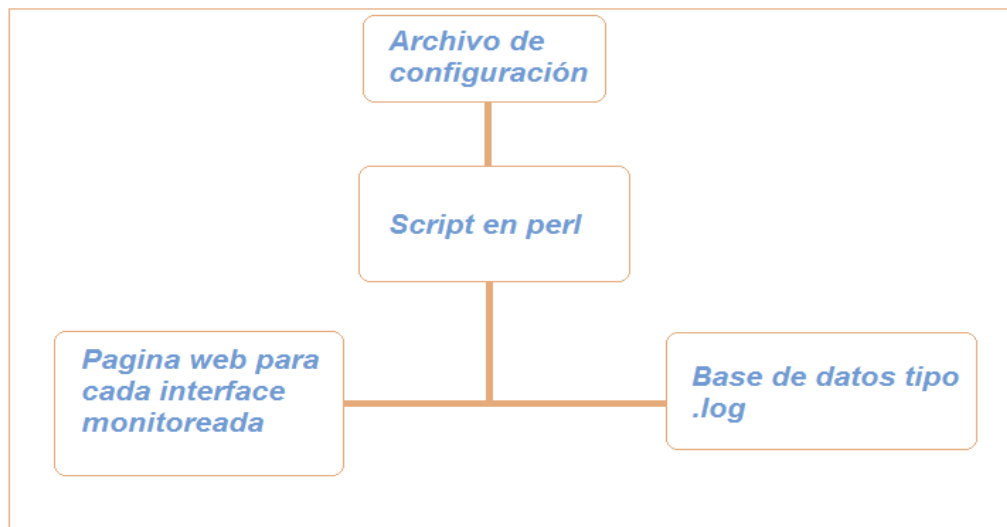 Archivo de
configuración
Script en perl
Pagina web para
cada interface
monitoreada
Base de datos tipo
.log